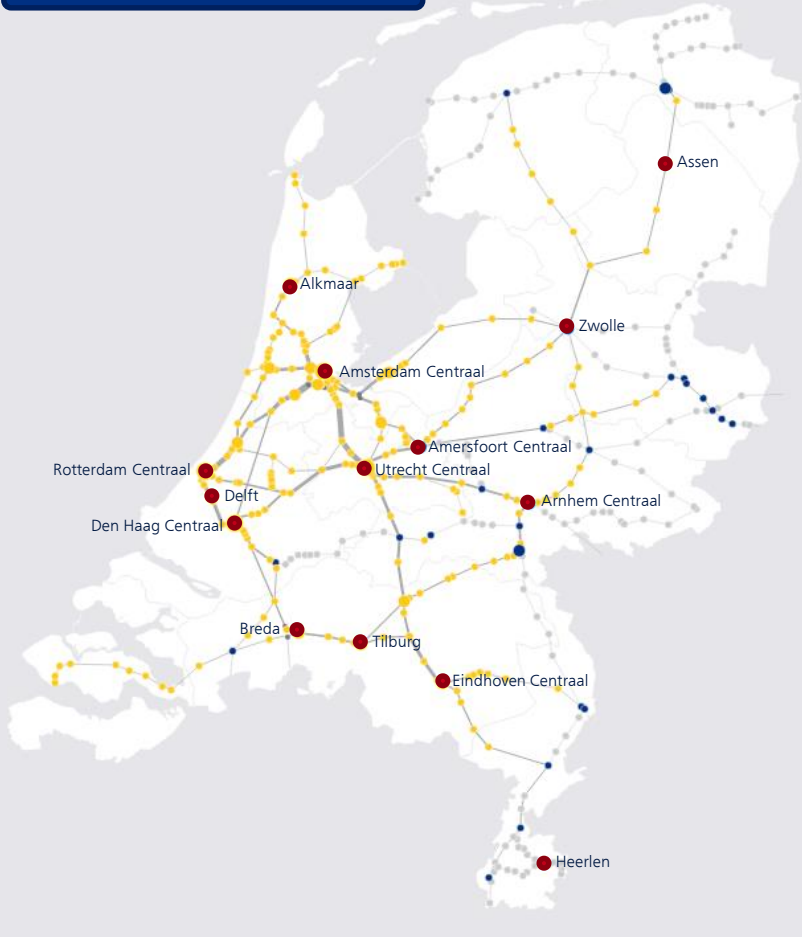 Assen
Alkmaar
Zwolle
Amsterdam Centraal
Amersfoort Centraal
Rotterdam Centraal
Utrecht Centraal
Delft
Arnhem Centraal
Den Haag Centraal
Breda
Tilburg
Eindhoven Centraal
Heerlen